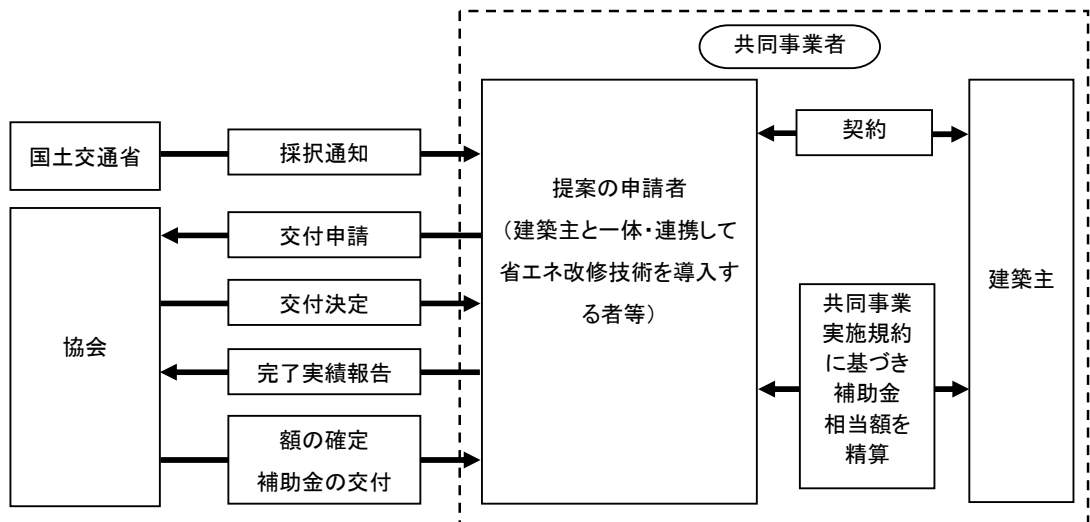 共同事業者
国土交通省
採択通知
提案の申請者
（建築主と一体・連携して
省エネ改修技術を導入す
る者等）
契約
建築主
協会
交付申請
交付決定
完了実績報告
額の確定
補助金の交付
共同事業
実施規約
に基づき
補助金
相当額を
精算